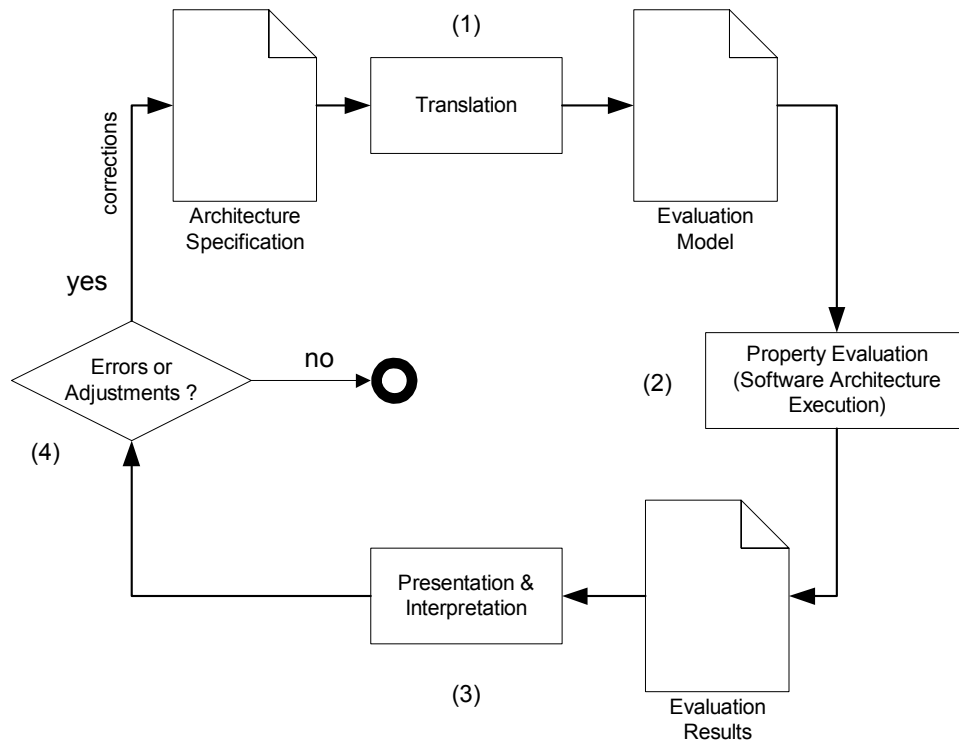 (1)
Translation
corrections
Architecture
Specification
Evaluation
Model
yes
Errors or
Adjustments ?
no
(4)
(2)
Property Evaluation
(Software Architecture
Execution)
Presentation &
Interpretation
(3)
Evaluation
Results